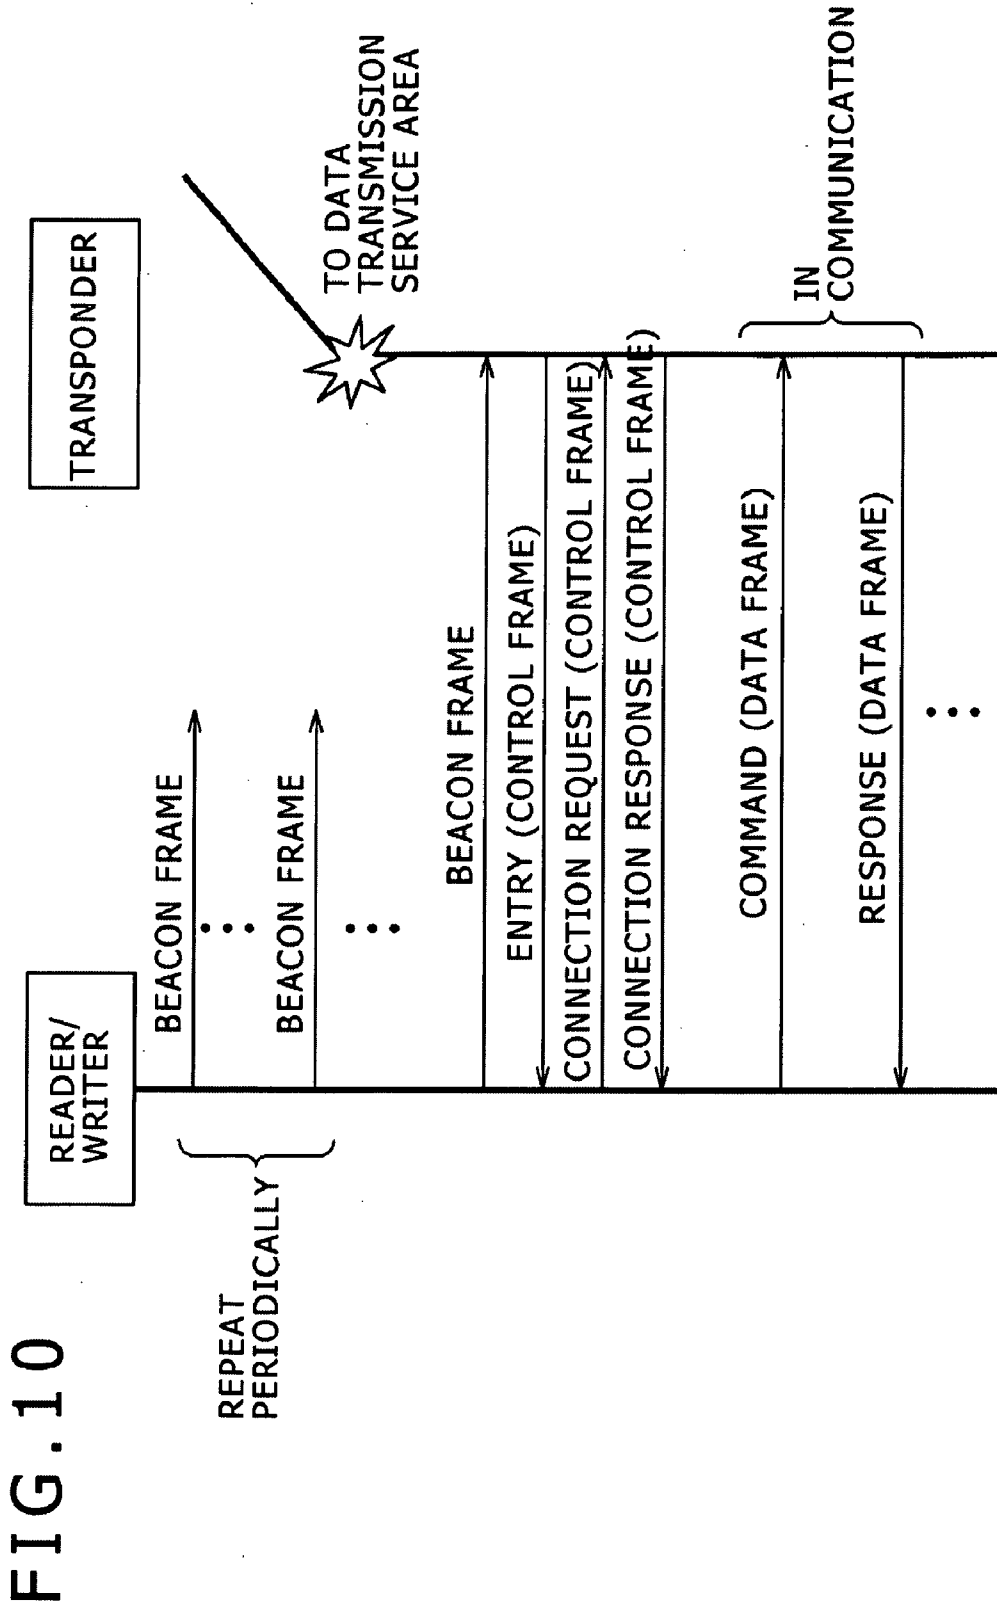 FIG.10
READER/
WRITER
TRANSPONDER
BEACON FRAME
REPEAT
PERIODICALLY
BEACON FRAME
TO DATA
TRANSMISSION
SERVICE AREA
BEACON FRAME
ENTRY (CONTROL FRAME)
CONNECTION REQUEST (CONTROL FRAME)
CONNECTION RESPONSE (CONTROL FRAME)
COMMAND (DATA FRAME)
IN
COMMUNICATION
RESPONSE (DATA FRAME)